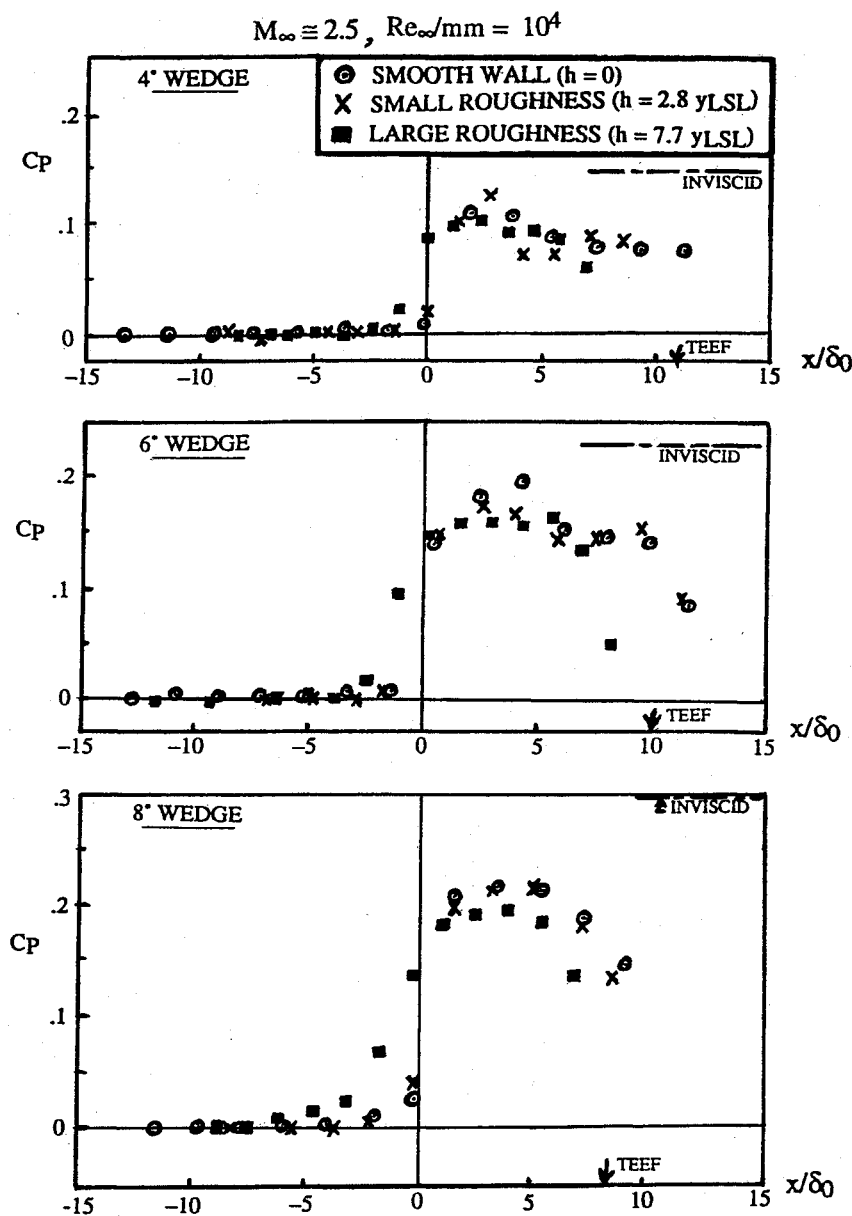 M∞ ≅ 2.5 , Re∞/mm = 10⁴
4° WEDGE
⊙ SMOOTH WALL (h = 0)
X SMALL ROUGHNESS (h = 2.8 yLSL)
■ LARGE ROUGHNESS (h = 7.7 yLSL)
.2
CP
.1
0
INVISCID
TEEF
−15 −10 −5 0 5 10 15 x/δ0
6° WEDGE
.2
CP
.1
0
INVISCID
TEEF
−15 −10 −5 0 5 10 15 x/δ0
.3
8° WEDGE
INVISCID
.2
CP
.1
0
TEEF
-15 −10 −5 0 5 10 15 x/δ0